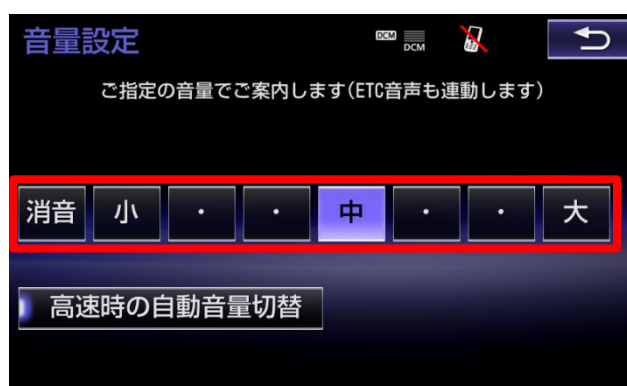 音量設定 DCM DCM
ご指定の音量でご案内します(ETC音声も連動します)
消音 小 ・ ・ 中 ・ ・ 大
高速時の自動音量切替